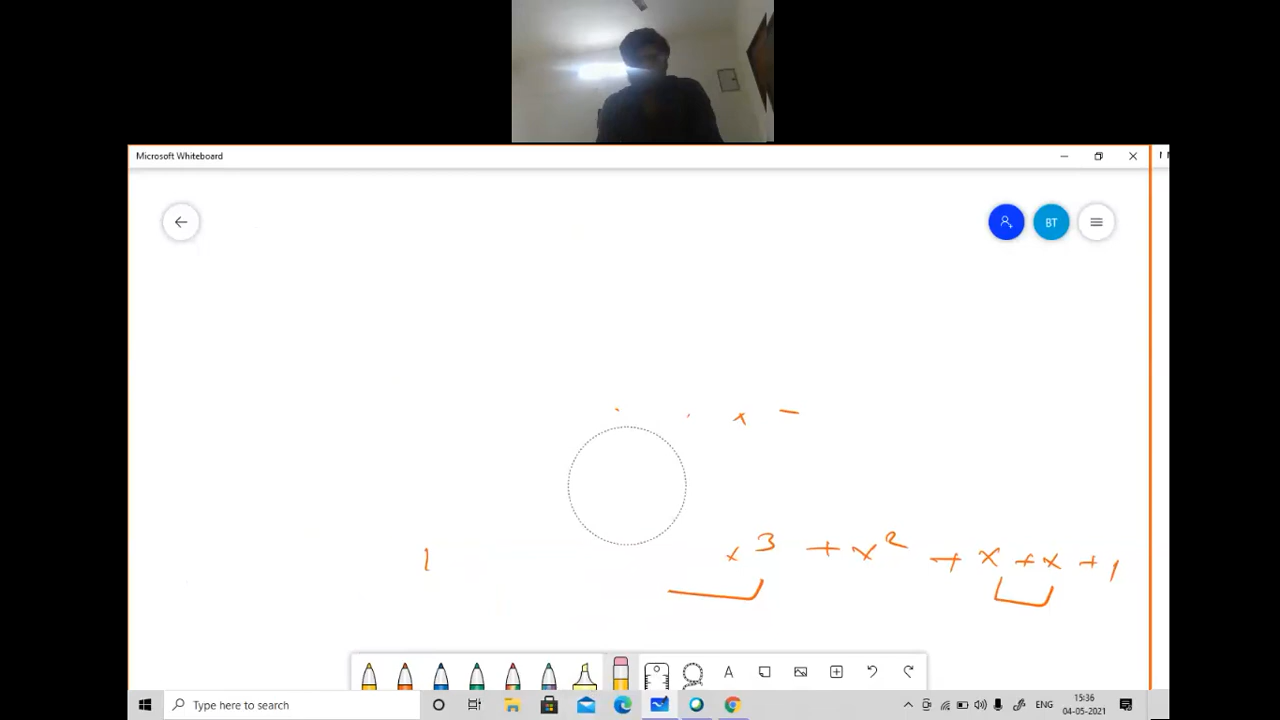 Microsoft Whiteboard
BT
x -
1 x³ + x² + x + x + 1
A
Type here to search
ENG
15:36
04-05-2021